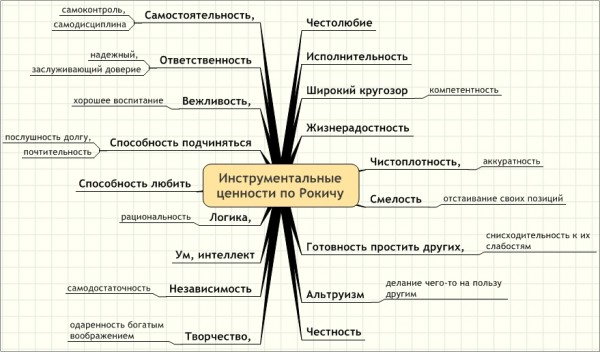 самоконтроль,
самодисциплина
Самостоятельность,
надежный,
заслуживающий доверие
Ответственность
хорошее воспитание
Вежливость,
послушность долгу,
почтительность
Способность подчиняться
Способность любить
рациональность
Логика,
Ум, интеллект
самодостаточность
Независимость
одаренность богатым
воображением
Творчество,
Инструментальные
ценности по Рокичу
Честолюбие
Исполнительность
Широкий кругозор
компетентность
Жизнерадостность
Чистоплотность,
аккуратность
Смелость
отстаивание своих позиций
Готовность простить других,
снисходительность к их
слабостям
Альтруизм
делание чего-то на пользу
другим
Честность